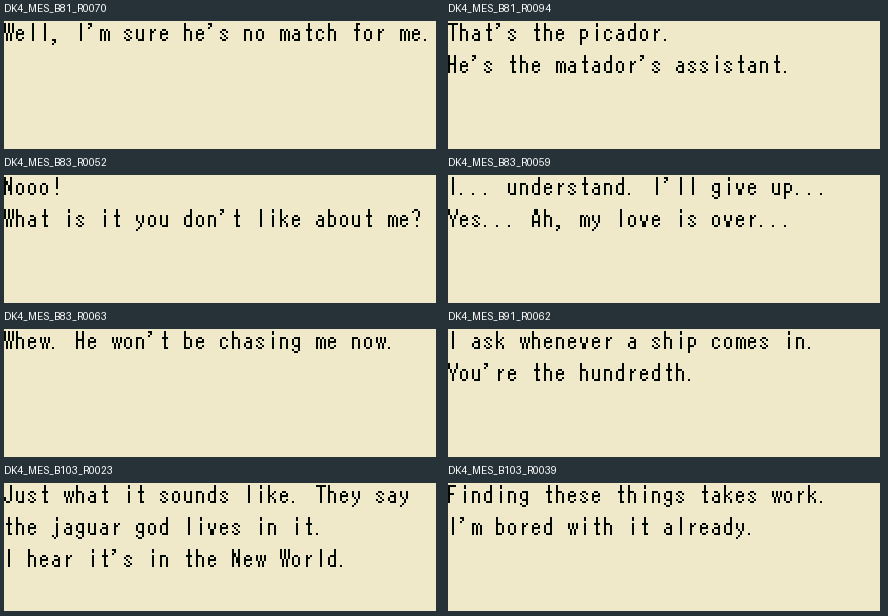 DK4_MES_B81_R0070
Well, I'm sure he's no match for me.
DK4_MES_B81_R0094
That's the picador.
He's the matador's assistant.
DK4_MES_B83_R0052
Nooo!
What is it you don't like about me?
DK4_MES_B83_R0059
I... understand. I'll give up...
Yes... Ah, my love is over...
DK4_MES_B83_R0063
Whew. He won't be chasing me now.
DK4_MES_B91_R0062
I ask whenever a ship comes in.
You're the hundredth.
DK4_MES_B103_R0023
Just what it sounds like. They say
the jaguar god lives in it.
I hear it's in the New World.
DK4_MES_B103_R0039
Finding these things takes work.
I'm bored with it already.